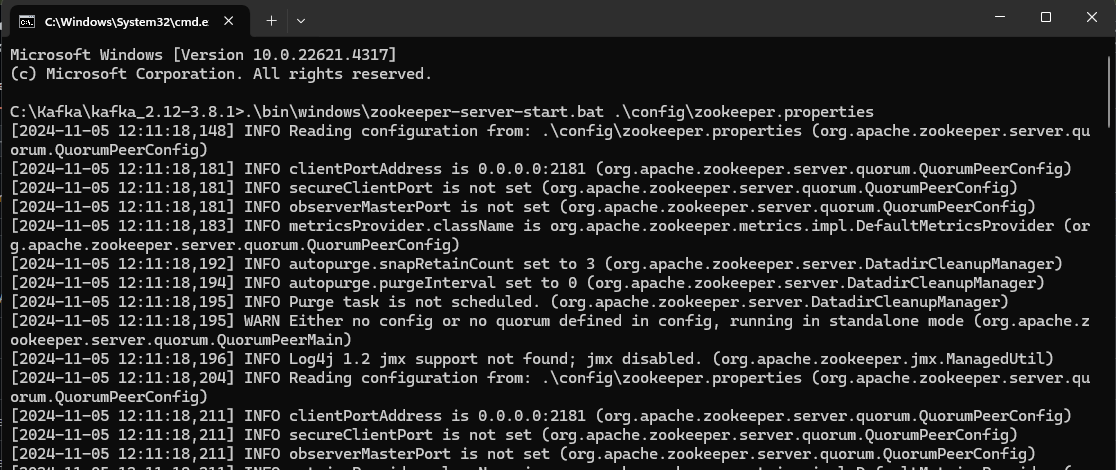 C:\Windows\System32\cmd.e
Microsoft Windows [Version 10.0.22621.4317]
(c) Microsoft Corporation. All rights reserved.
C:\Kafka\kafka_2.12-3.8.1>.\bin\windows\zookeeper-server-start.bat .\config\zookeeper.properties
[2024-11-05 12:11:18,148] INFO Reading configuration from: .\config\zookeeper.properties (org.apache.zookeeper.server.qu
orum.QuorumPeerConfig)
[2024-11-05 12:11:18,181] INFO clientPortAddress is 0.0.0.0:2181 (org.apache.zookeeper.server.quorum.QuorumPeerConfig)
[2024-11-05 12:11:18,181] INFO secureClientPort is not set (org.apache.zookeeper.server.quorum.QuorumPeerConfig)
[2024-11-05 12:11:18,181] INFO observerMasterPort is not set (org.apache.zookeeper.server.quorum.QuorumPeerConfig)
[2024-11-05 12:11:18,183] INFO metricsProvider.className is org.apache.zookeeper.metrics.impl.DefaultMetricsProvider (or
g.apache.zookeeper.server.quorum.QuorumPeerConfig)
[2024-11-05 12:11:18,192] INFO autopurge.snapRetainCount set to 3 (org.apache.zookeeper.server.DatadirCleanupManager)
[2024-11-05 12:11:18,194] INFO autopurge.purgeInterval set to 0 (org.apache.zookeeper.server.DatadirCleanupManager)
[2024-11-05 12:11:18,195] INFO Purge task is not scheduled. (org.apache.zookeeper.server.DatadirCleanupManager)
[2024-11-05 12:11:18,195] WARN Either no config or no quorum defined in config, running in standalone mode (org.apache.z
ookeeper.server.quorum.QuorumPeerMain)
[2024-11-05 12:11:18,196] INFO Log4j 1.2 jmx support not found; jmx disabled. (org.apache.zookeeper.jmx.ManagedUtil)
[2024-11-05 12:11:18,204] INFO Reading configuration from: .\config\zookeeper.properties (org.apache.zookeeper.server.qu
orum.QuorumPeerConfig)
[2024-11-05 12:11:18,211] INFO clientPortAddress is 0.0.0.0:2181 (org.apache.zookeeper.server.quorum.QuorumPeerConfig)
[2024-11-05 12:11:18,211] INFO secureClientPort is not set (org.apache.zookeeper.server.quorum.QuorumPeerConfig)
[2024-11-05 12:11:18,211] INFO observerMasterPort is not set (org.apache.zookeeper.server.quorum.QuorumPeerConfig)